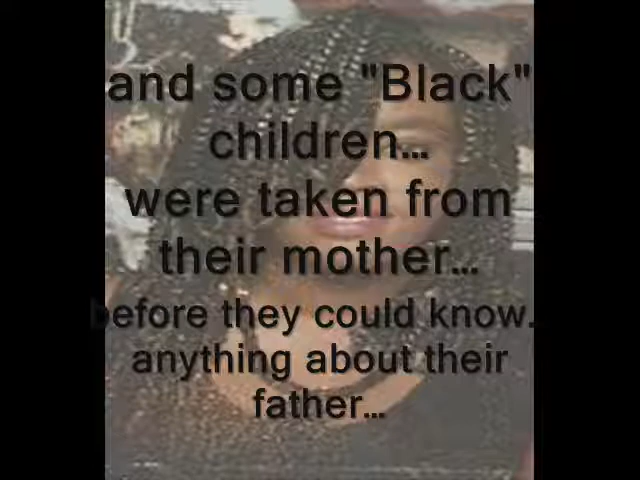 and some "Black"
children...
were taken from
their mother...
before they could know.
anything about their
father...